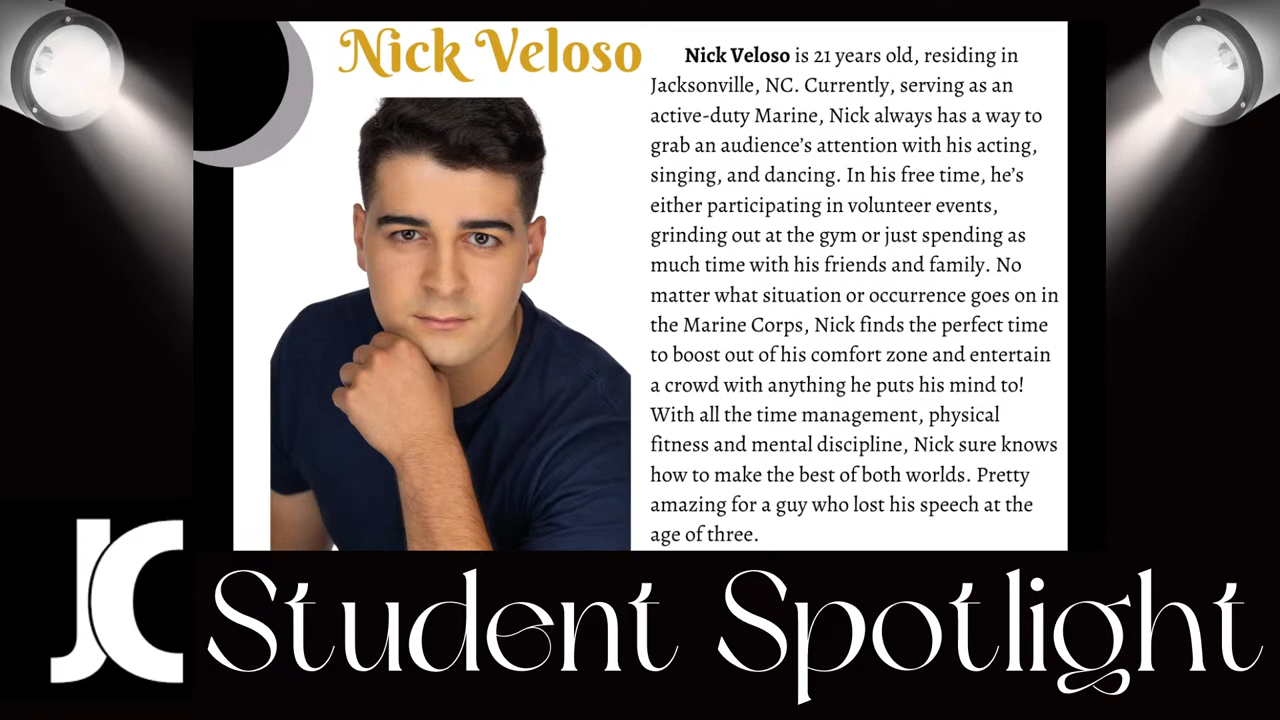 Nick Veloso
Nick Veloso is 21 years old, residing in
Jacksonville, NC. Currently, serving as an
active-duty Marine, Nick always has a way to
grab an audience's attention with his acting,
singing, and dancing. In his free time, he's
either participating in volunteer events,
grinding out at the gym or just spending as
much time with his friends and family. No
matter what situation or occurrence goes on in
the Marine Corps, Nick finds the perfect time
to boost out of his comfort zone and entertain
a crowd with anything he puts his mind to!
With all the time management, physical
fitness and mental discipline, Nick sure knows
how to make the best of both worlds. Pretty
amazing for a guy who lost his speech at the
age of three.
JC
Student Spotlight